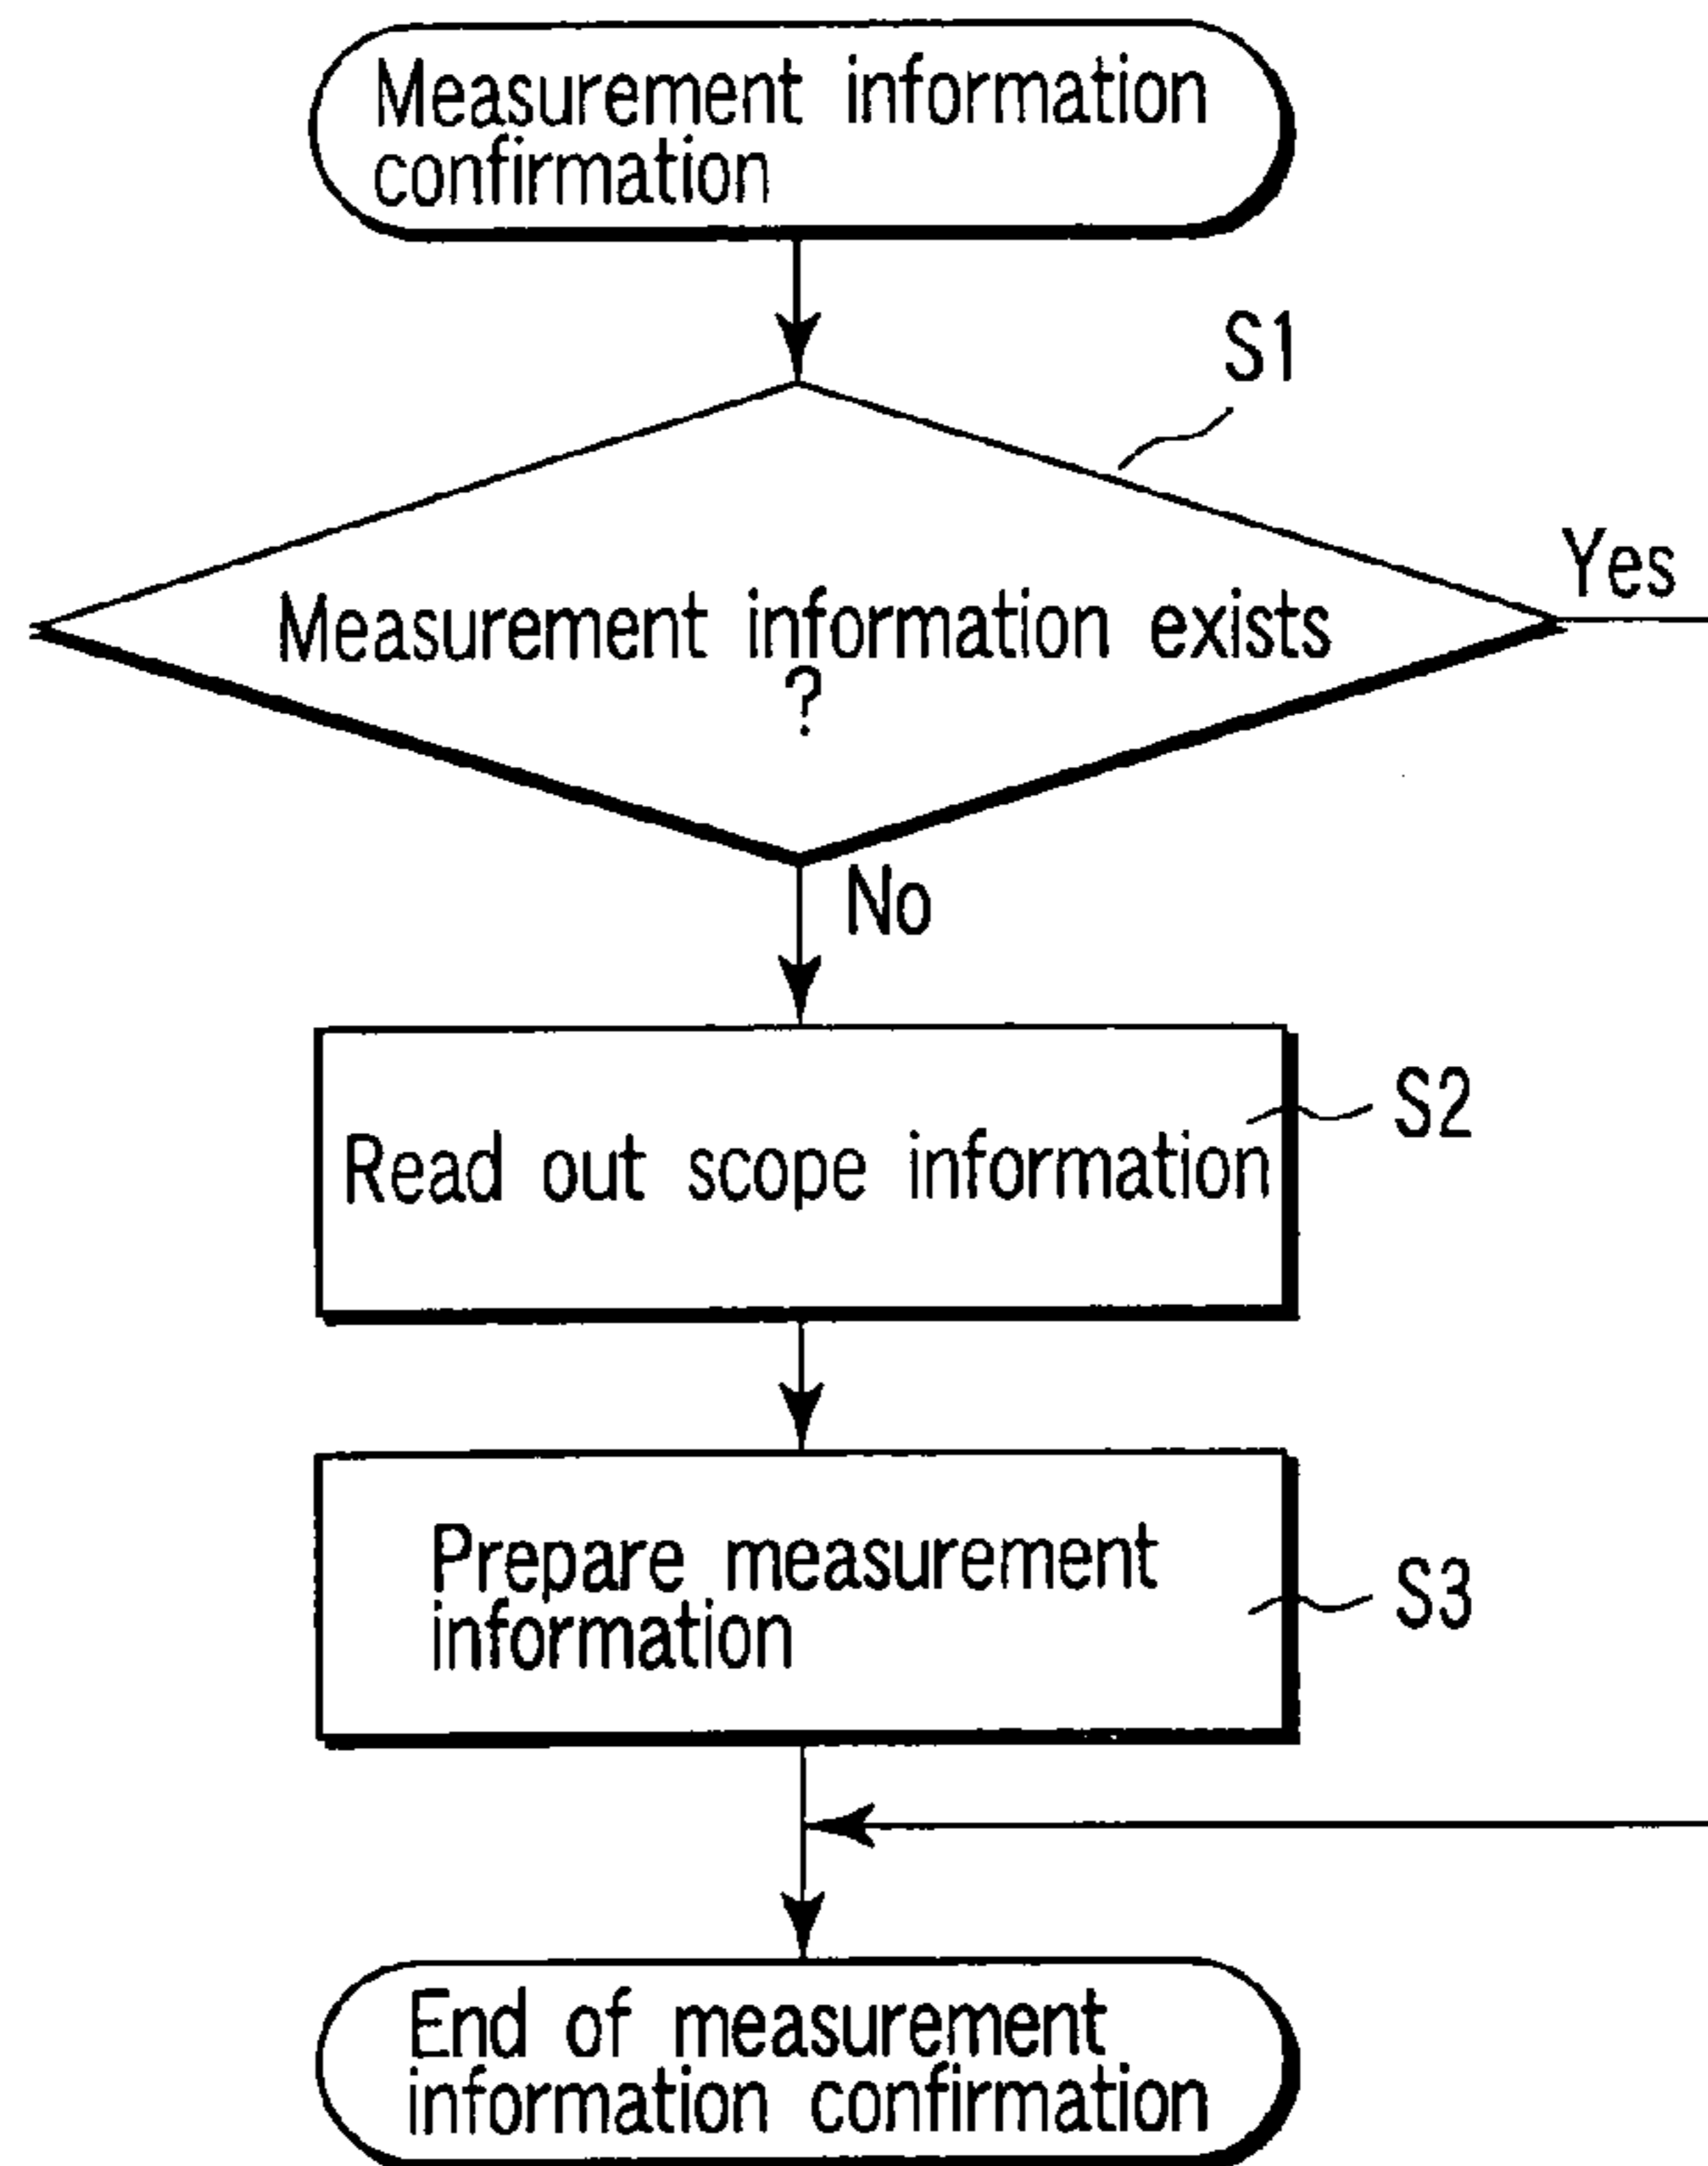 Measurement information
confirmation
S1
Yes
Measurement information exists
?
No
S2
Read out scope information
Prepare measurement
information
S3
End of measurement
information confirmation